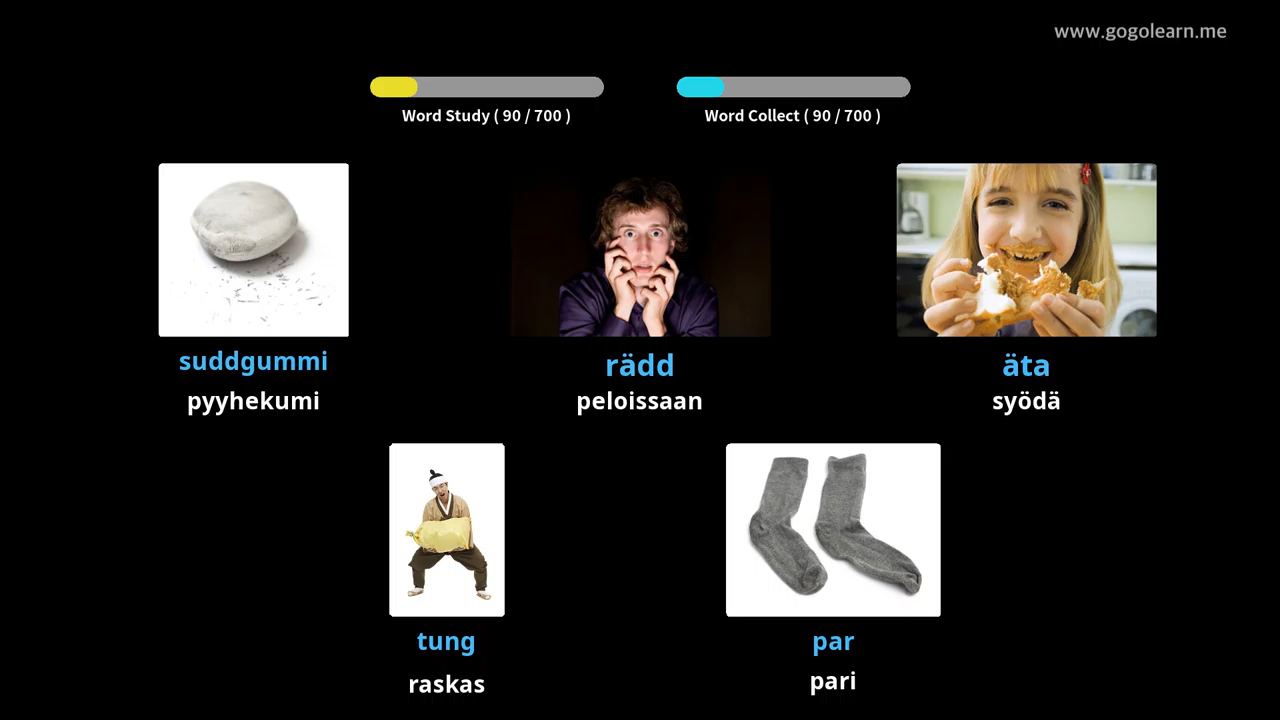 www.gogolearn.me
Word Study ( 90 / 700 )
Word Collect ( 90 / 700 )
suddgummi
pyyhekumi
rädd
peloissaan
äta
syödä
tung
raskas
par
pari